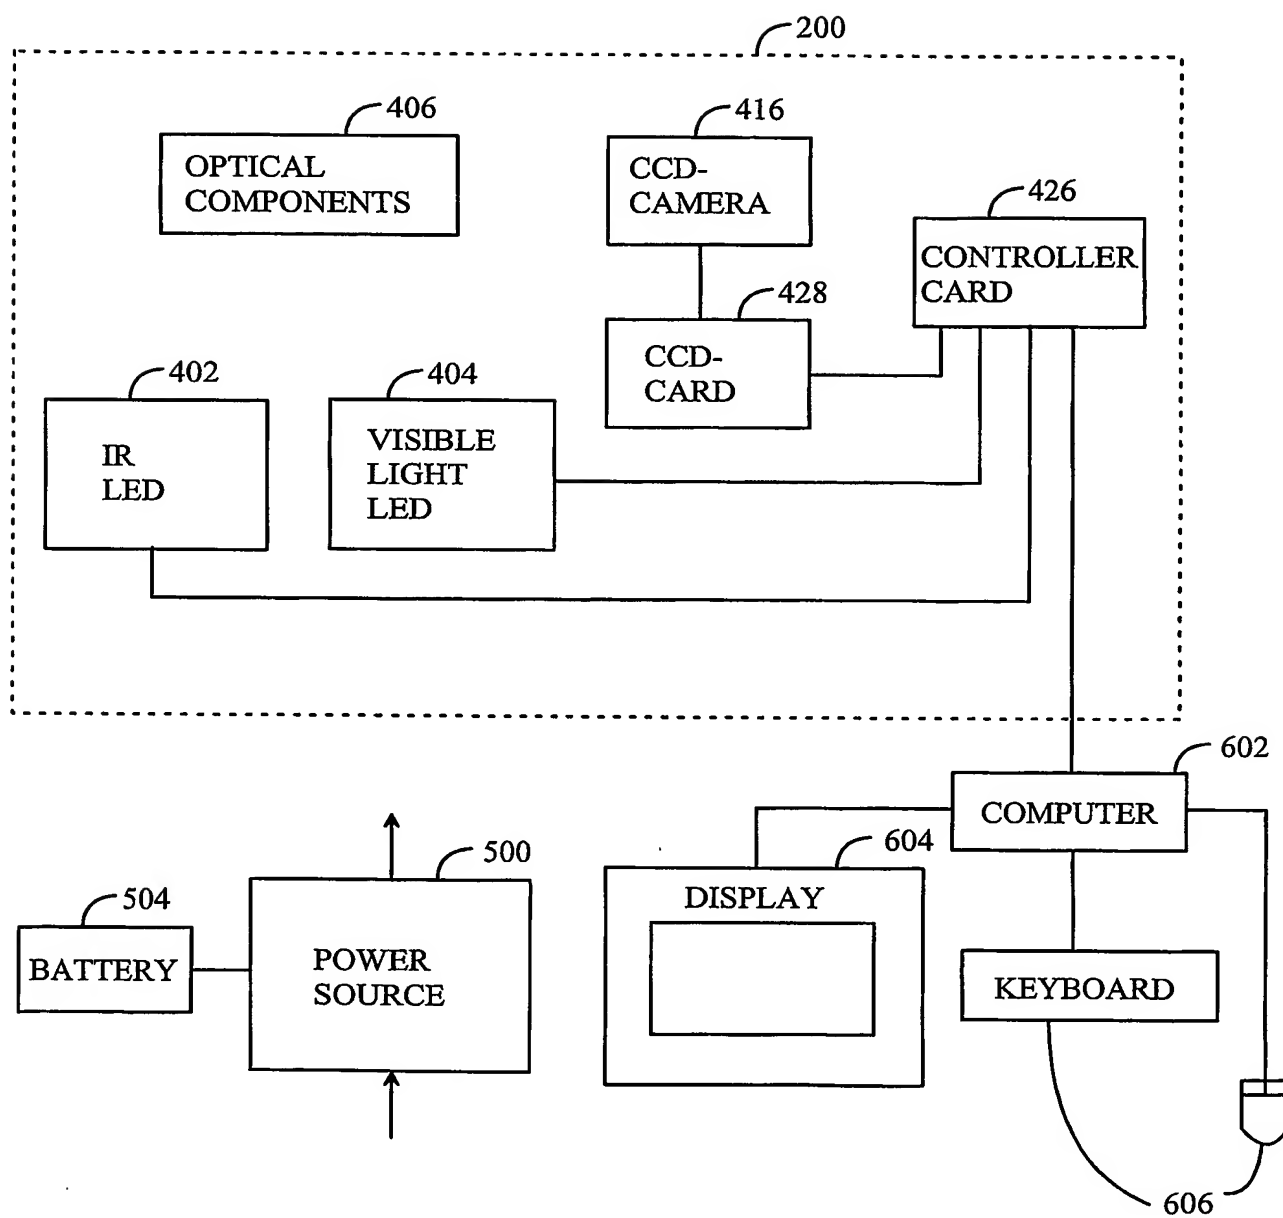 200
406
OPTICAL
COMPONENTS
416
CCD-
CAMERA
426
CONTROLLER
CARD
428
CCD-
CARD
402
IR
LED
404
VISIBLE
LIGHT
LED
602
COMPUTER
604
DISPLAY
500
POWER
SOURCE
504
BATTERY
KEYBOARD
606